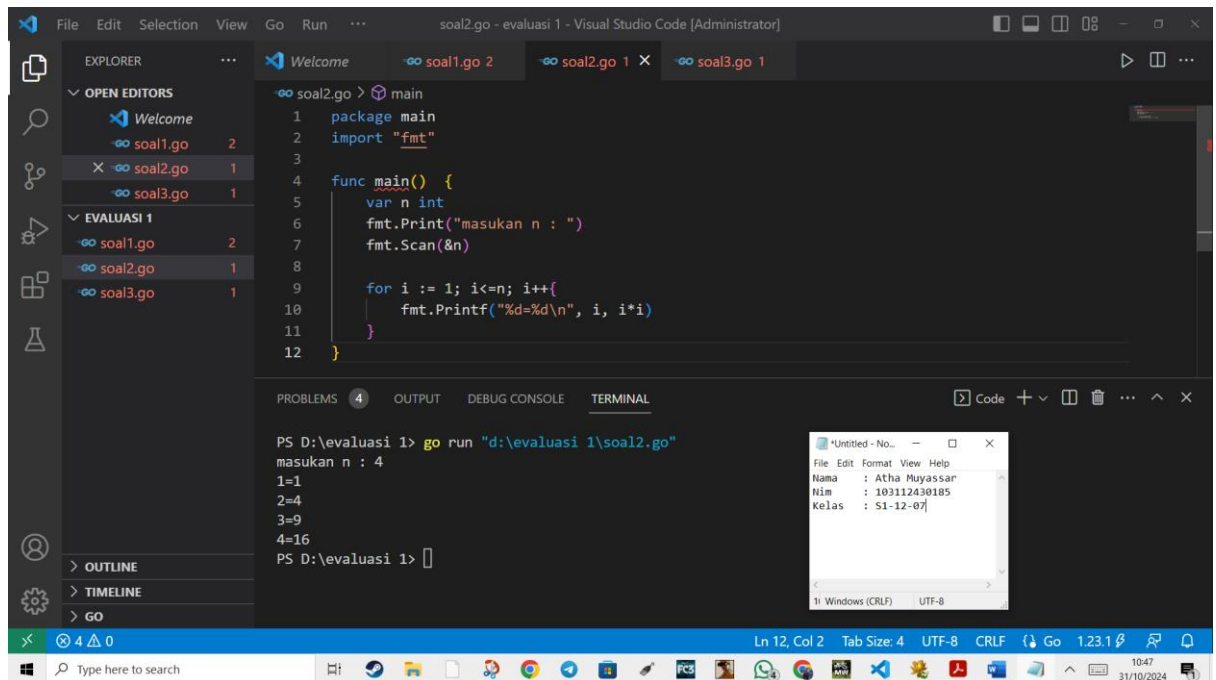 File Edit Selection View Go Run ... soal2.go - evaluasi 1 - Visual Studio Code [Administrator]
EXPLORER ...
OPEN EDITORS
Welcome
soal1.go 2
soal2.go 1
soal3.go 1
EVALUASI 1
soal1.go 2
soal2.go 1
soal3.go 1
OUTLINE
TIMELINE
GO
Welcome GO soal1.go 2 GO soal2.go 1 GO soal3.go 1
GO soal2.go > main
1 package main
2 import "fmt"
3
4 func main()  {
5     var n int
6     fmt.Print("masukan n : ")
7     fmt.Scan(&n)
8
9     for i := 1; i<=n; i++{
10         fmt.Printf("%d=%d\n", i, i*i)
11     }
12 }
PROBLEMS 4 OUTPUT DEBUG CONSOLE TERMINAL Code
PS D:\evaluasi 1> go run "d:\evaluasi 1\soal2.go"
masukan n : 4
1=1
2=4
3=9
4=16
PS D:\evaluasi 1>
*Untitled - No...
File Edit Format View Help
Nama : Atha Muyassar
Nim : 103112430185
Kelas : S1-12-07
Windows (CRLF) UTF-8
4 0 Ln 12, Col 2 Tab Size: 4 UTF-8 CRLF Go 1.23.1
Type here to search
10:47
31/10/2024